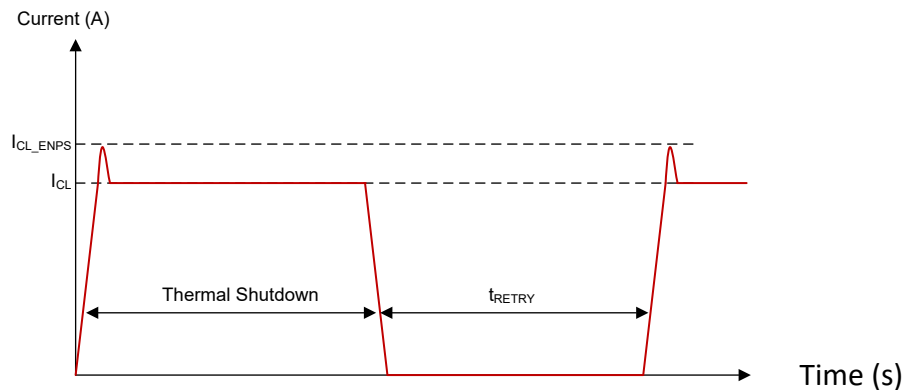 Current (A)
I_CL_ENPS
I_CL
Thermal Shutdown
t_RETRY
Time (s)